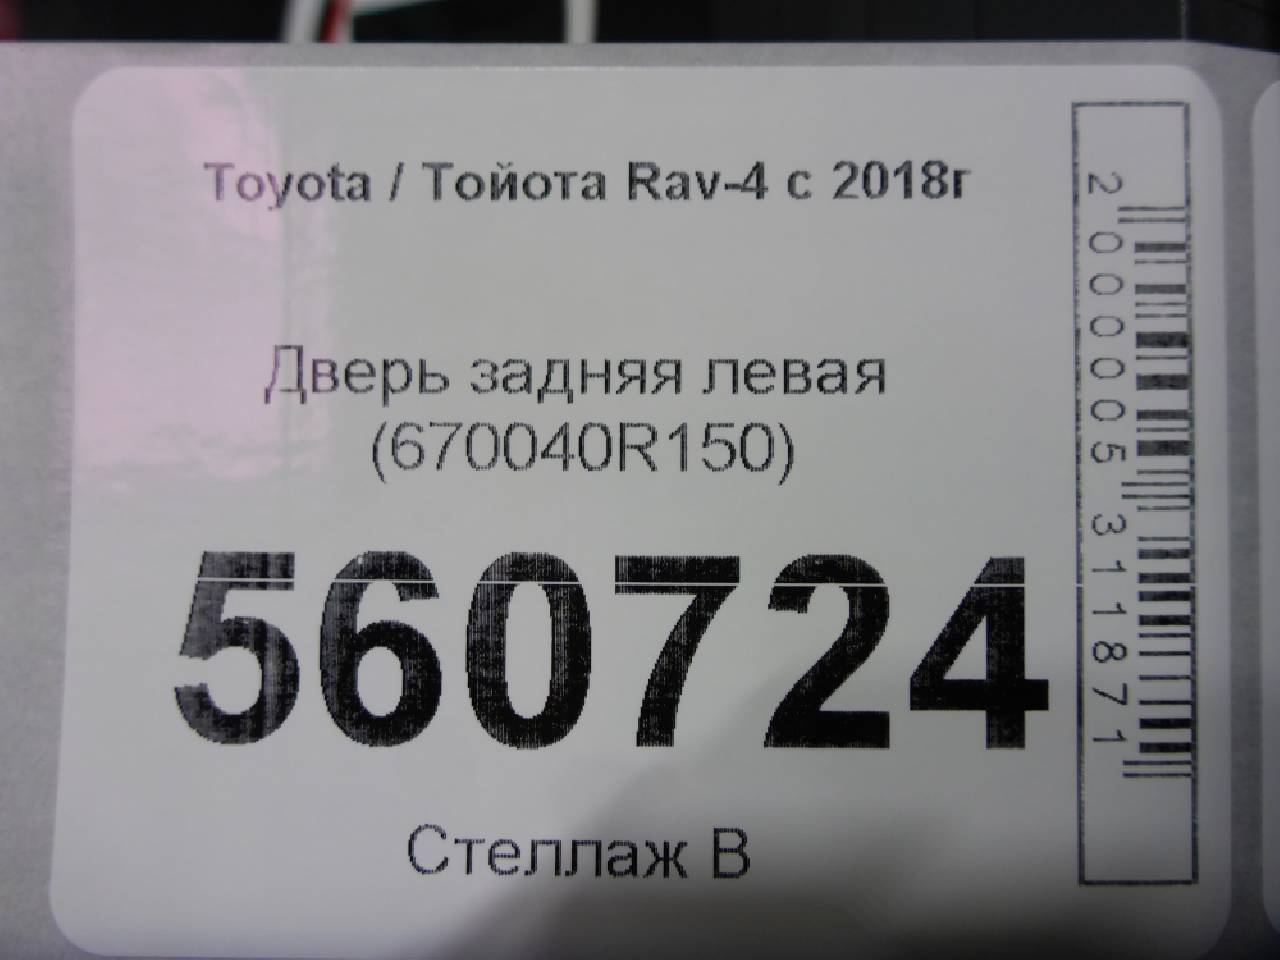 Toyota / Тойота Rav-4 с 2018г
Дверь задняя левая
(670040R150)
560724
Стеллаж В
2000005311871